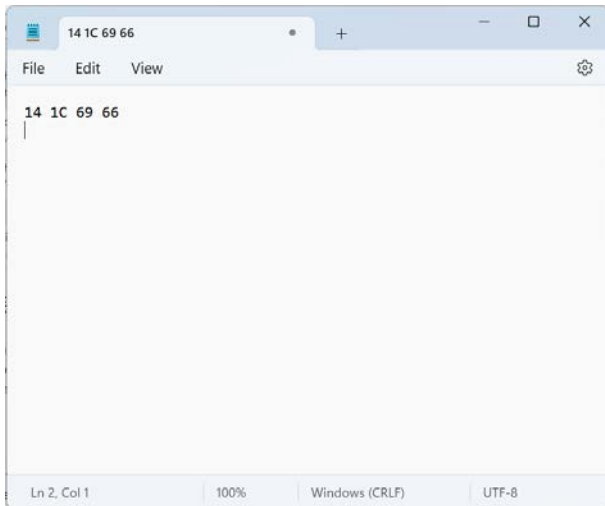 14 1C 69 66
File Edit View
14 1C 69 66
Ln 2, Col 1 100% Windows (CRLF) UTF-8